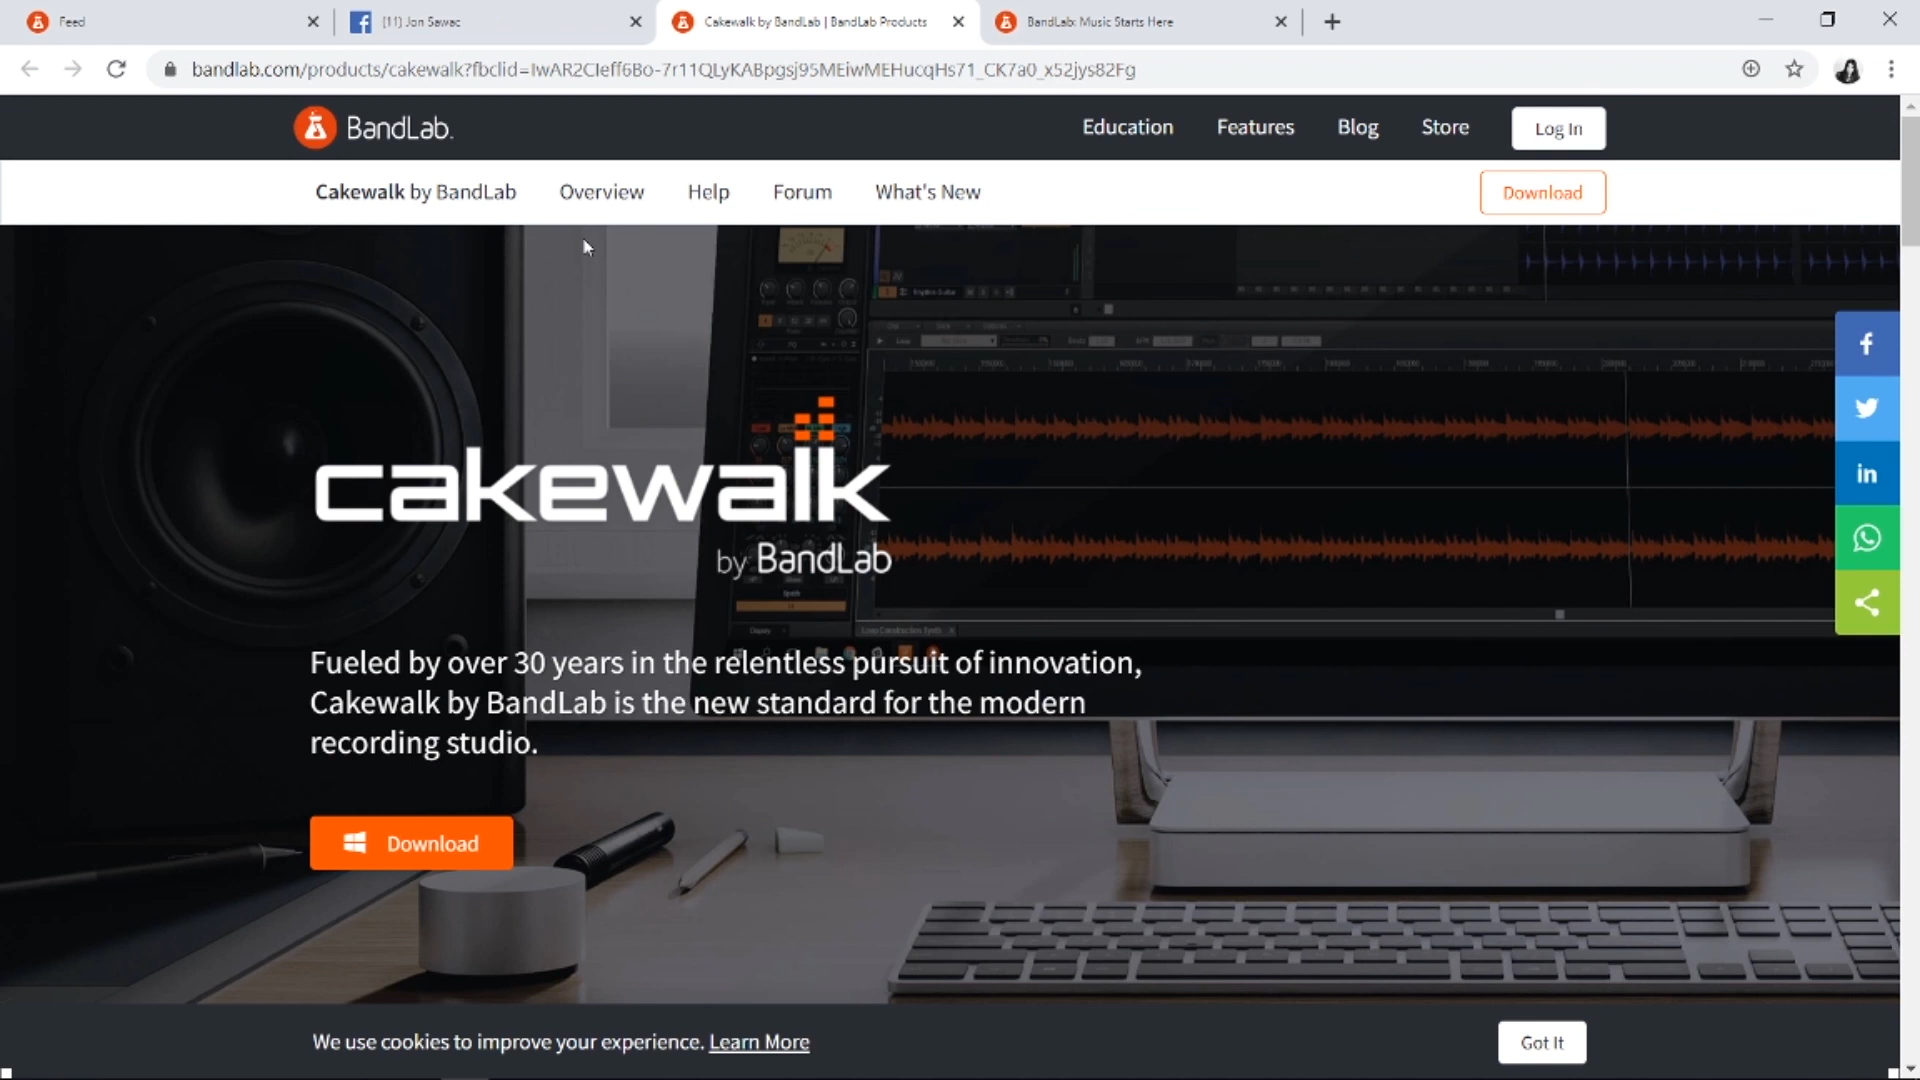 Feed
[11] Jon Sawac
Cakewalk by BandLab | BandLab Products
BandLab: Music Starts Here
bandlab.com/products/cakewalk?fbclid=IwAR2CIeff6Bo-7r11QLyKABpgsj95MEiwMEHucqHs71_CK7a0_x52jys82Fg
BandLab.
Education
Features
Blog
Store
Log In
Cakewalk by BandLab
Overview
Help
Forum
What's New
Download
cakewalk
by BandLab
Fueled by over 30 years in the relentless pursuit of innovation,
Cakewalk by BandLab is the new standard for the modern
recording studio.
Download
We use cookies to improve your experience. Learn More
Got It